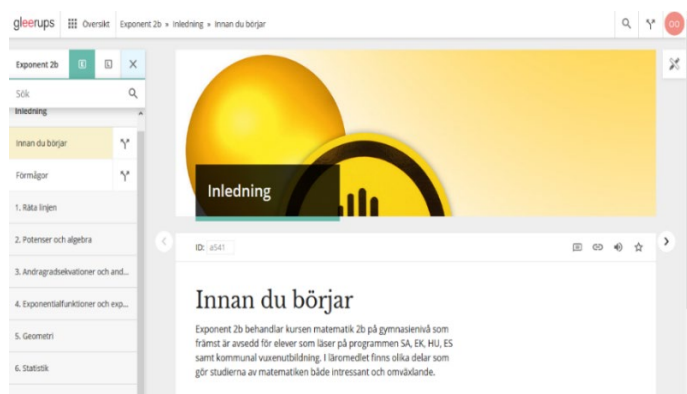 gleerups Översikt Exponent 2b » Inledning » Innan du börjar OO
Exponent 2b E L X
Sök
Inledning
Innan du börjar
Förmågor
1. Räta linjen
2. Potenser och algebra
3. Andragradsekvationer och and...
4. Exponentialfunktioner och exp...
5. Geometri
6. Statistik
Inledning
ID: a541
Innan du börjar
Exponent 2b behandlar kursen matematik 2b på gymnasienivå som
främst är avsedd för elever som läser på programmen SA, EK, HU, ES
samt kommunal vuxenutbildning. I läromedlet finns olika delar som
gör studierna av matematiken både intressant och omväxlande.